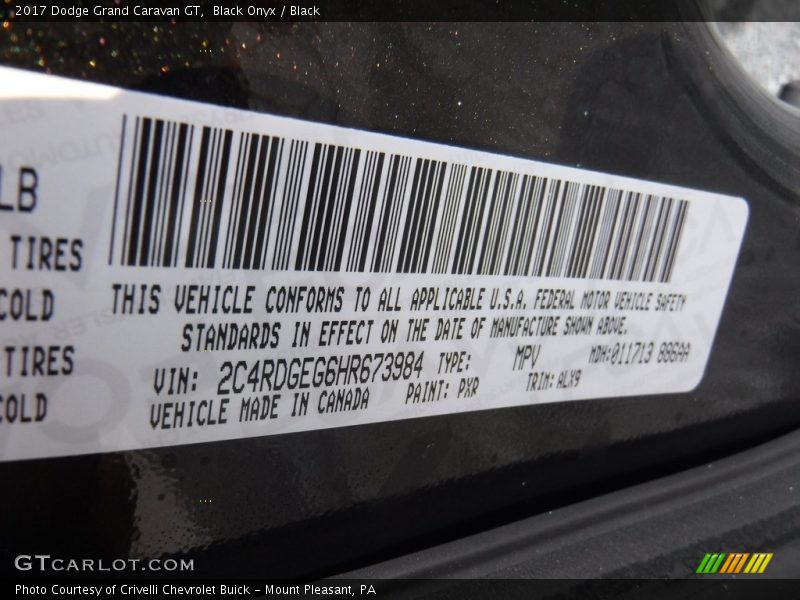 2017 Dodge Grand Caravan GT, Black Onyx / Black
LB
TIRES
COLD
TIRES
COLD
THIS VEHICLE CONFORMS TO ALL APPLICABLE U.S.A. FEDERAL MOTOR VEHICLE SAFETY
STANDARDS IN EFFECT ON THE DATE OF MANUFACTURE SHOWN ABOVE.
VIN: 2C4RDGEG6HR673984 TYPE: MPV MDH:011713 886AA
VEHICLE MADE IN CANADA PAINT: PXR TRIM: ALX9
GTCARLOT.COM
Photo Courtesy of Crivelli Chevrolet Buick - Mount Pleasant, PA